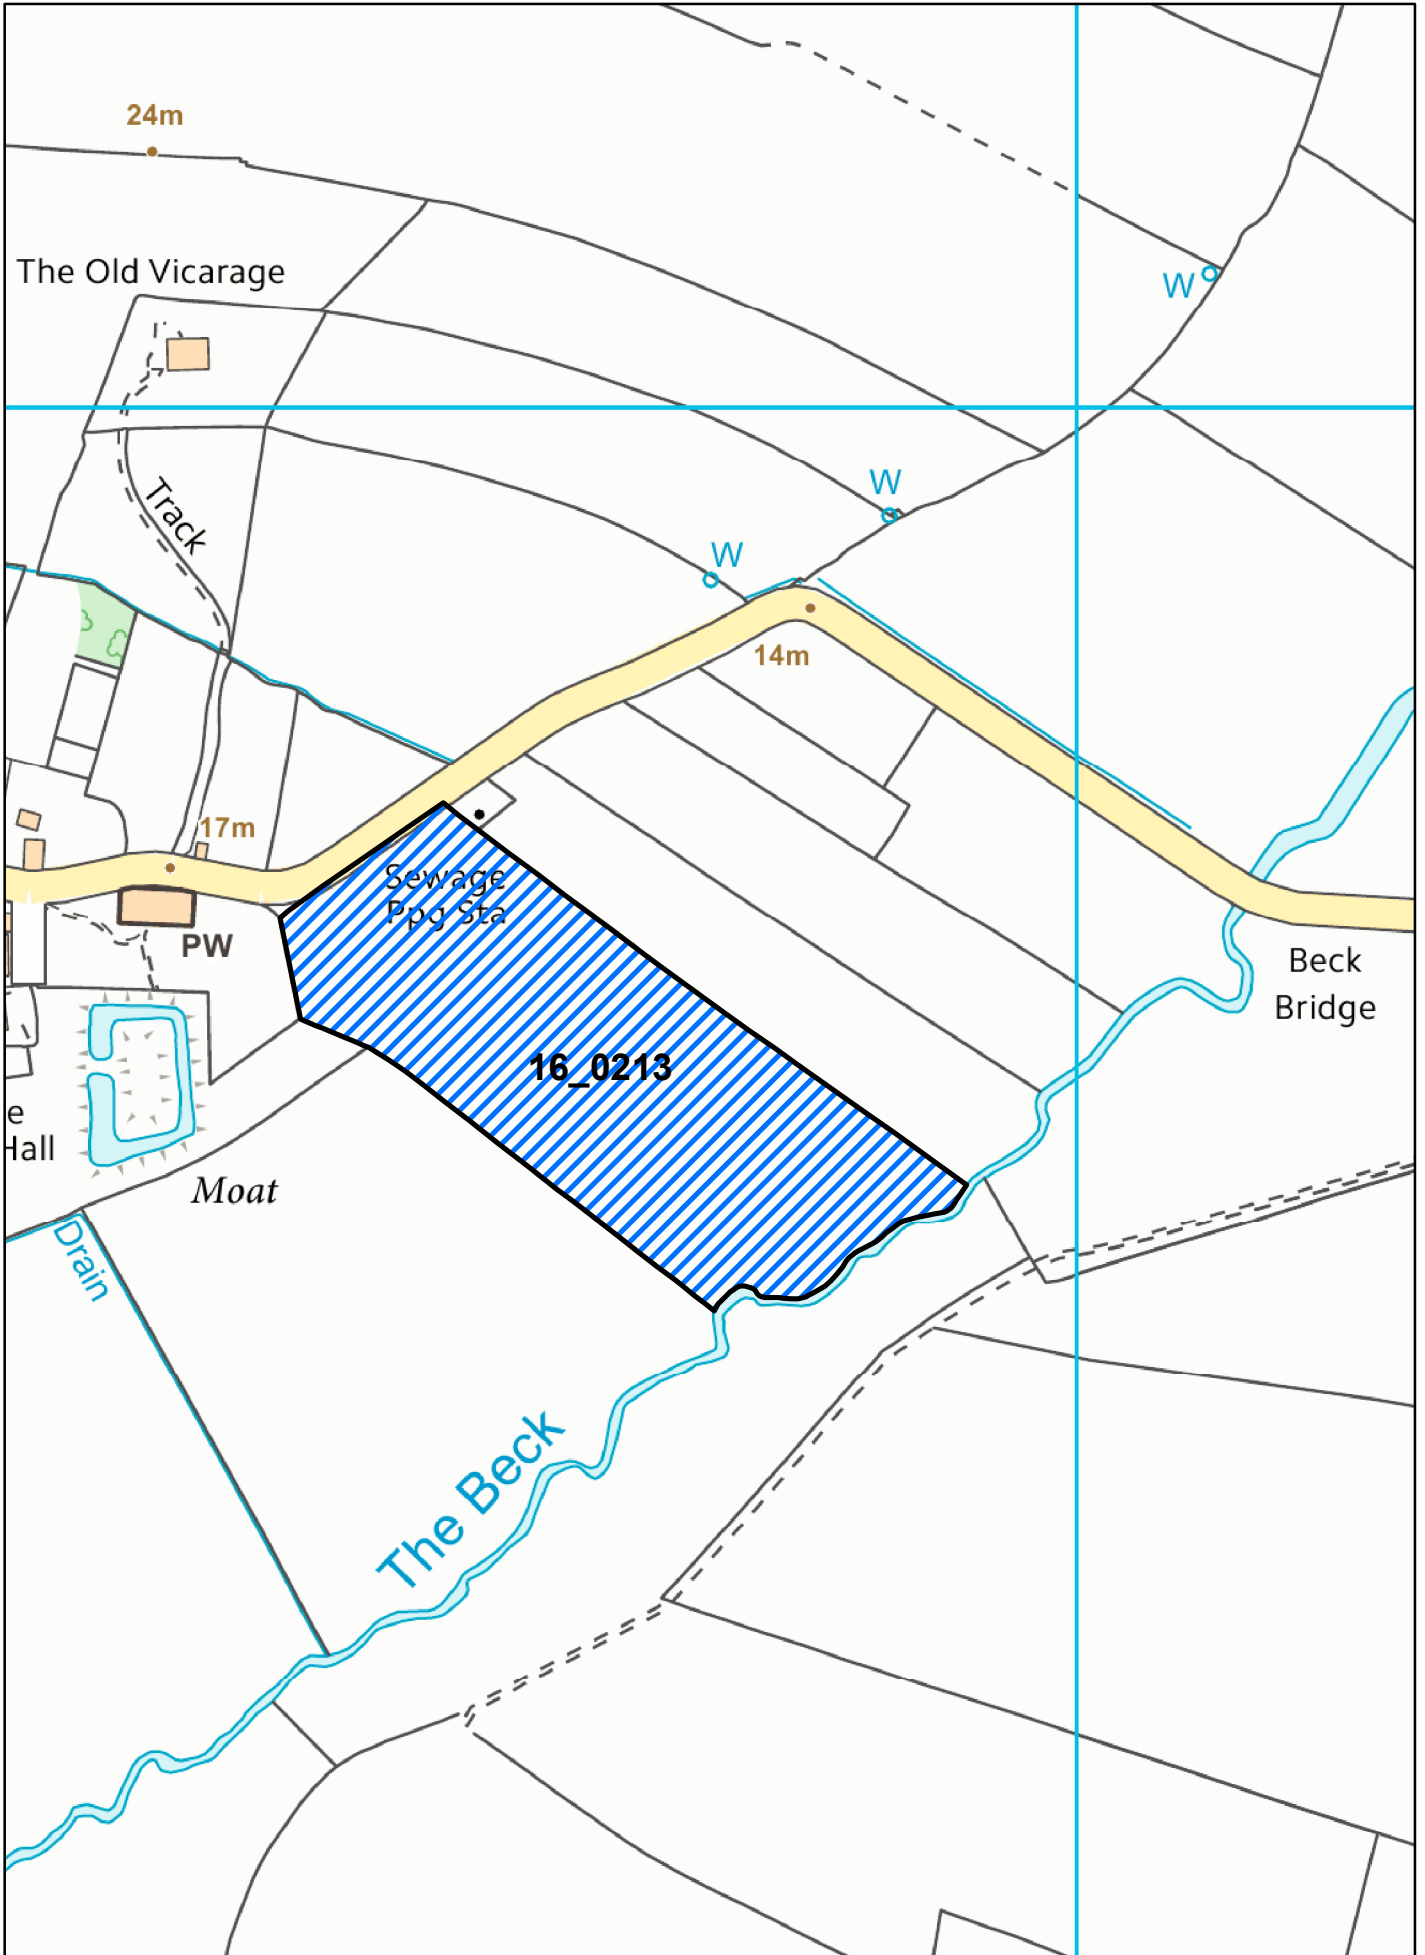 24m
The Old Vicarage
W
W
Track
W
14m
17m
Sewage
Ppg Sta
PW
Beck
Bridge
16_0213
e
Hall
Moat
Drain
The Beck